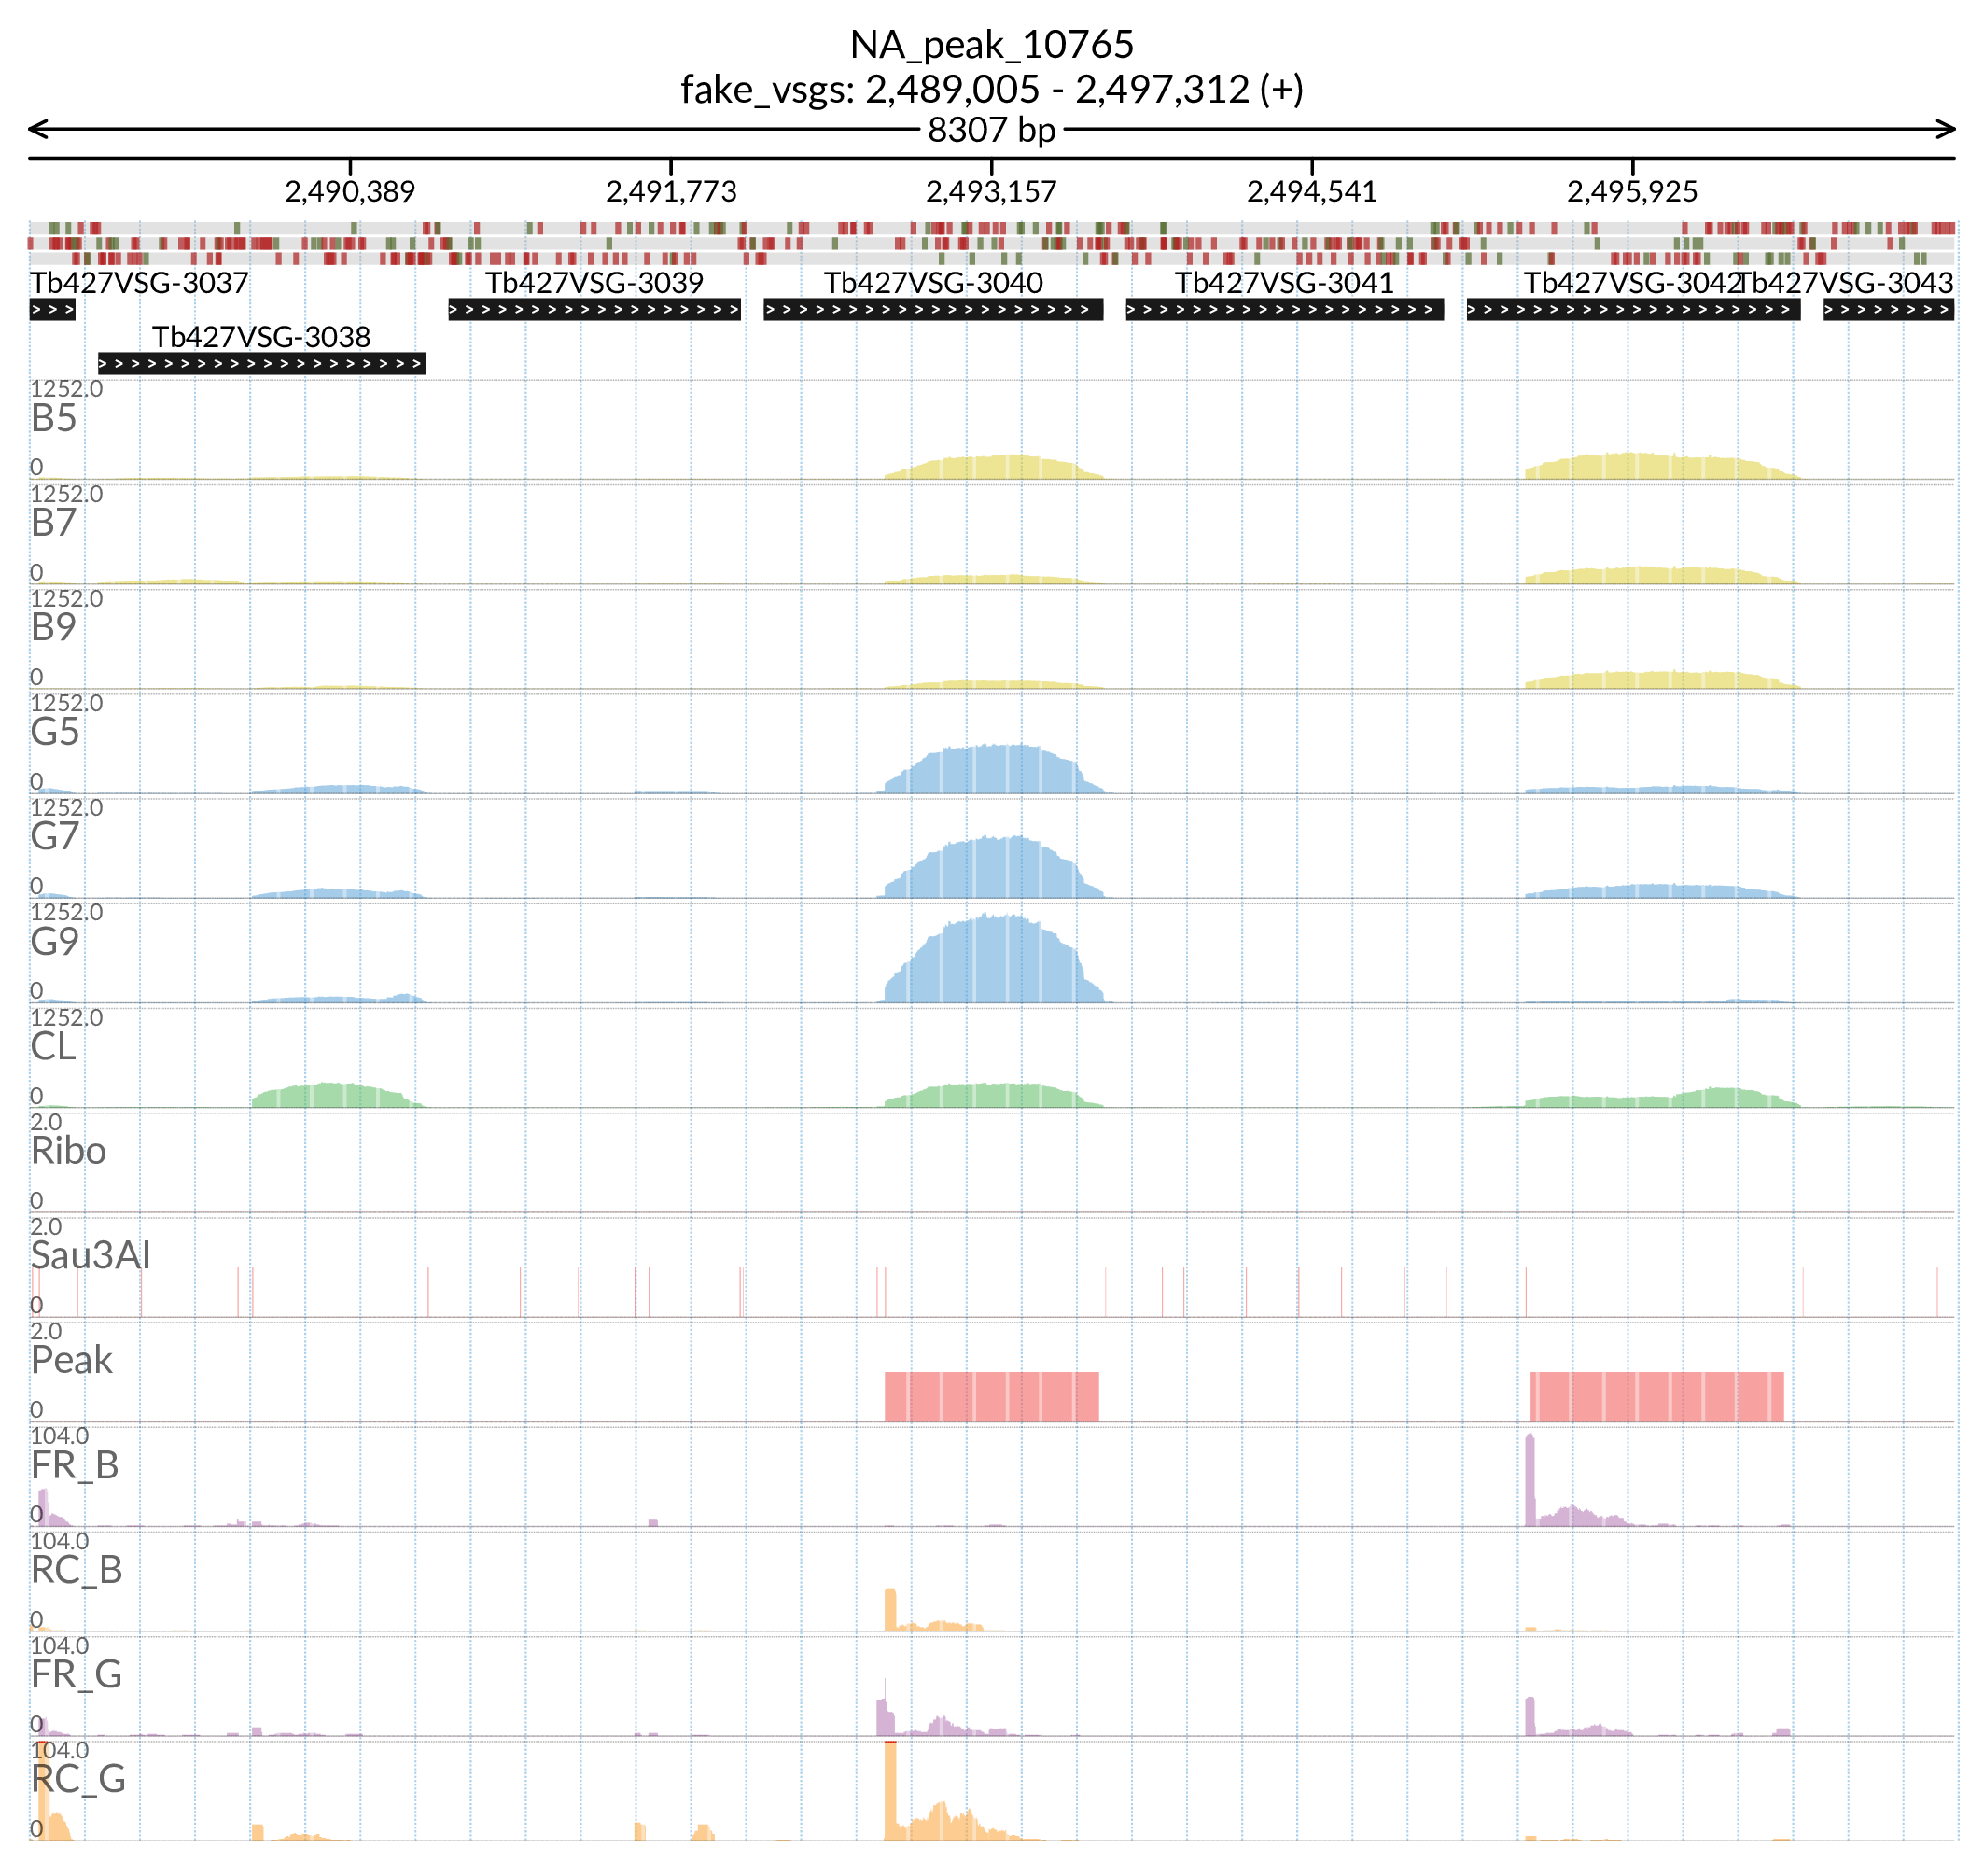 NA_peak_10765
fake_vsgs: 2,489,005 - 2,497,312 (+)
8307 bp
2,490,389 2,491,773 2,493,157 2,494,541 2,495,925
Tb427VSG-3037 Tb427VSG-3039 Tb427VSG-3040 Tb427VSG-3041 Tb427VSG-3042 Tb427VSG-3043
Tb427VSG-3038
1252.0
B5
0
1252.0
B7
0
1252.0
B9
0
1252.0
G5
0
1252.0
G7
0
1252.0
G9
0
1252.0
CL
0
2.0
Ribo
0
2.0
Sau3AI
0
2.0
Peak
0
104.0
FR_B
0
104.0
RC_B
0
104.0
FR_G
0
104.0
RC_G
0